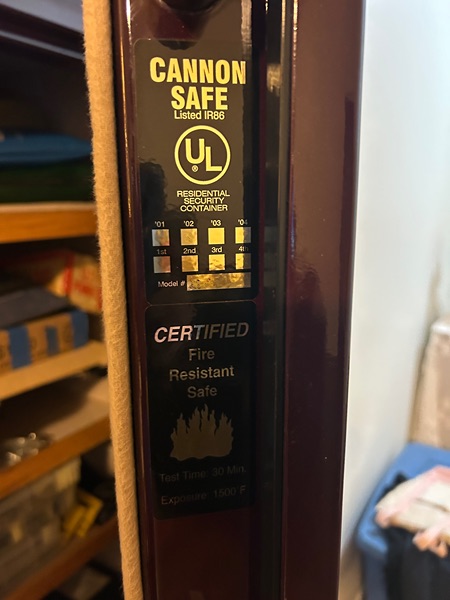 CANNON
SAFE
Listed IR86
UL
®
RESIDENTIAL
SECURITY
CONTAINER
'01 '02 '03 '04
1st 2nd 3rd 4th
Model #
CERTIFIED
Fire
Resistant
Safe
Test Time: 30 Min.
Exposure: 1500 F